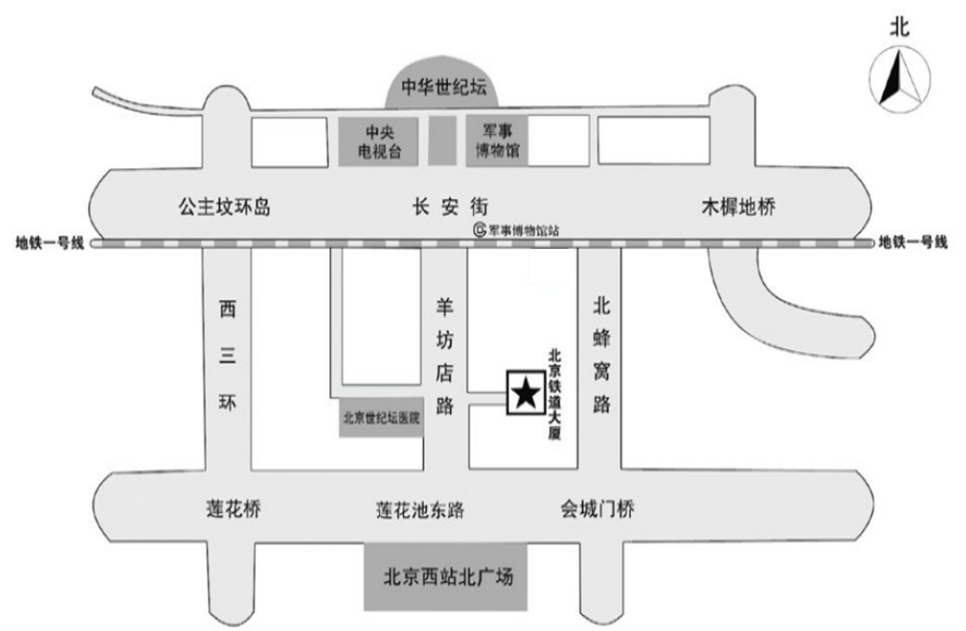 北
中华世纪坛
中央
电视台
军事
博物馆
公主坟环岛
长安街
木樨地桥
军事博物馆站
地铁一号线
地铁一号线
西三环
羊坊店路
北蜂窝路
北京铁道大厦
北京世纪坛医院
莲花桥
莲花池东路
会城门桥
北京西站北广场